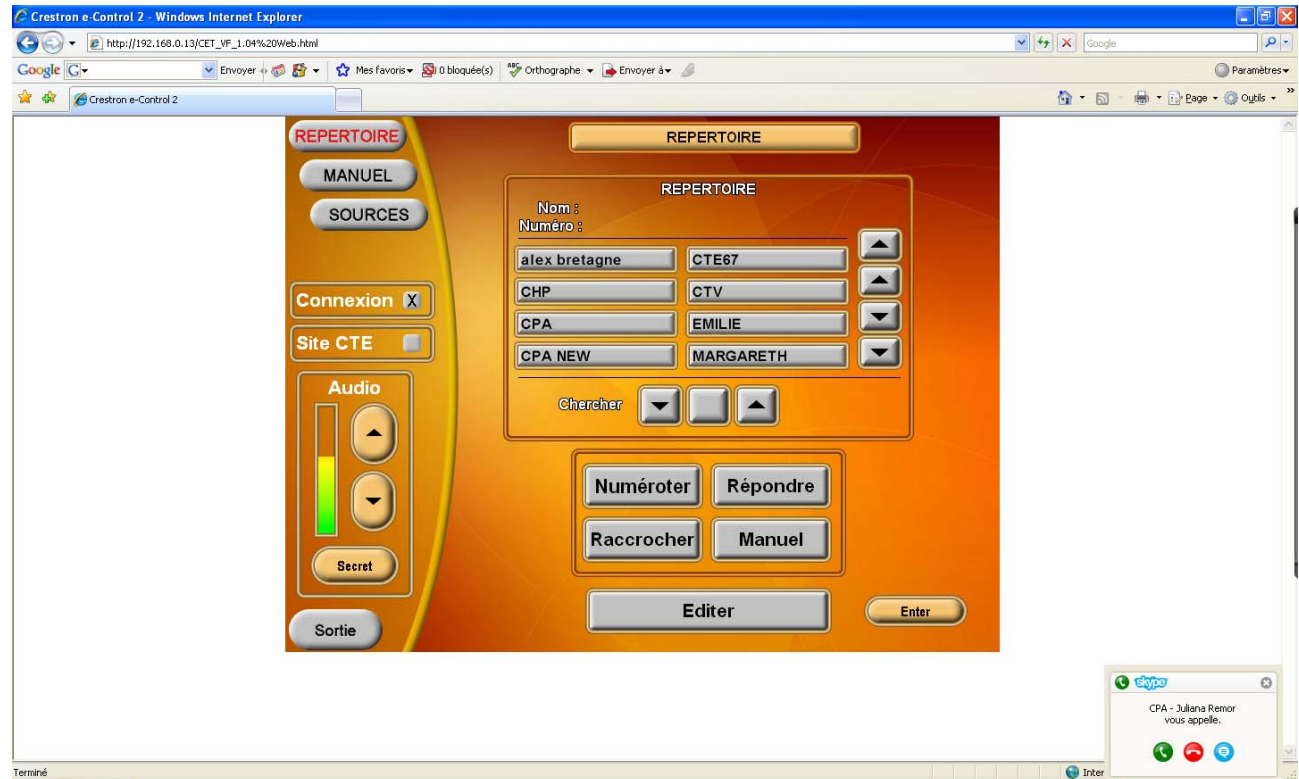 Crestron e-Control 2 - Windows Internet Explorer
http://192.168.0.13/CET_VF_1.04%20Web.html
Google
Google G
Envoyer
Mes favoris
0 bloquée(s)
ABC Orthographe
Envoyer à
Paramètres
Crestron e-Control 2
Page
Outils
»
REPERTOIRE
MANUEL
SOURCES
Connexion X
Site CTE
Audio
Secret
Sortie
REPERTOIRE
REPERTOIRE
Nom :
Numéro :
alex bretagne
CTE67
CHP
CTV
CPA
EMILIE
CPA NEW
MARGARETH
Chercher
Numéroter
Répondre
Raccrocher
Manuel
Editer
Enter
skype
CPA - Juliana Remor
vous appelle.
Terminé
Inter